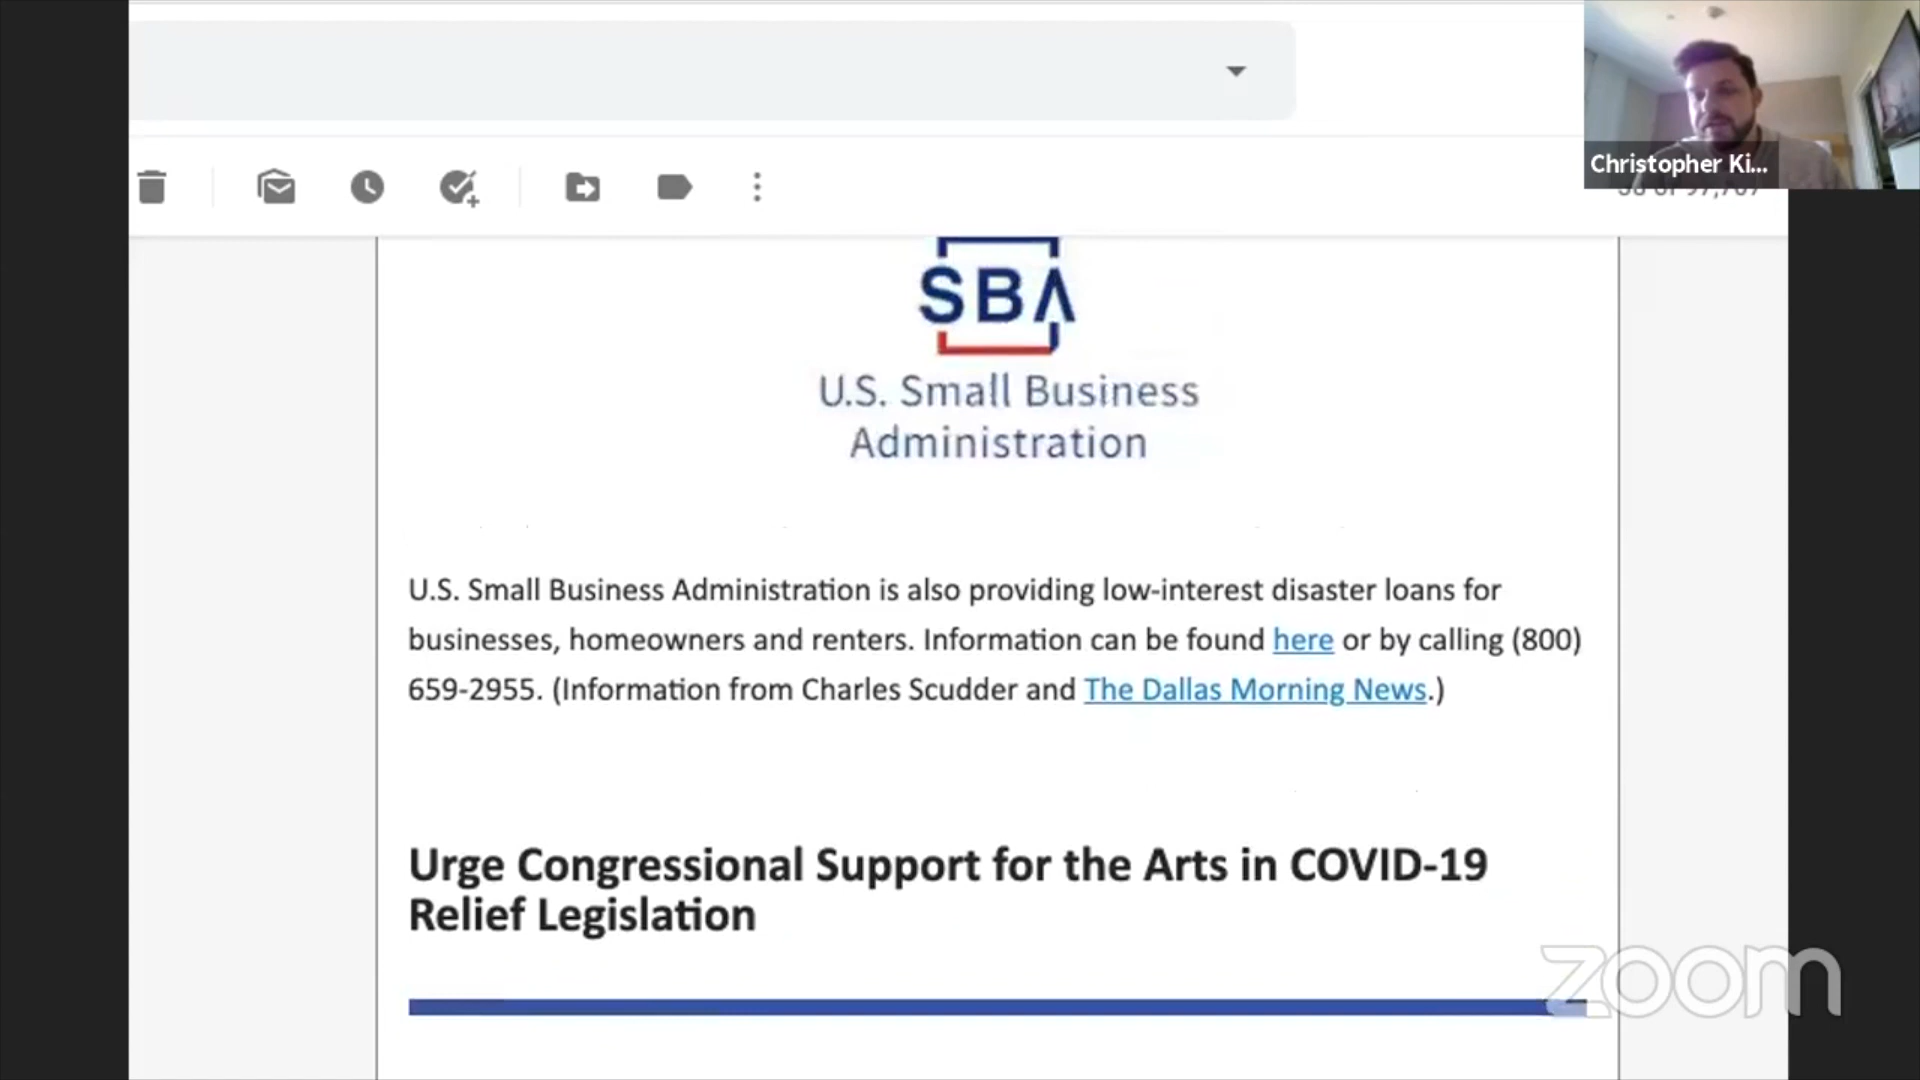 Christopher Ki...
SBA
U.S. Small Business
Administration
U.S. Small Business Administration is also providing low-interest disaster loans for
businesses, homeowners and renters. Information can be found here or by calling (800)
659-2955. (Information from Charles Scudder and The Dallas Morning News.)
Urge Congressional Support for the Arts in COVID-19
Relief Legislation
zoom